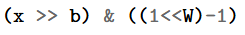 (x >> b) & ((1<<W)-1)